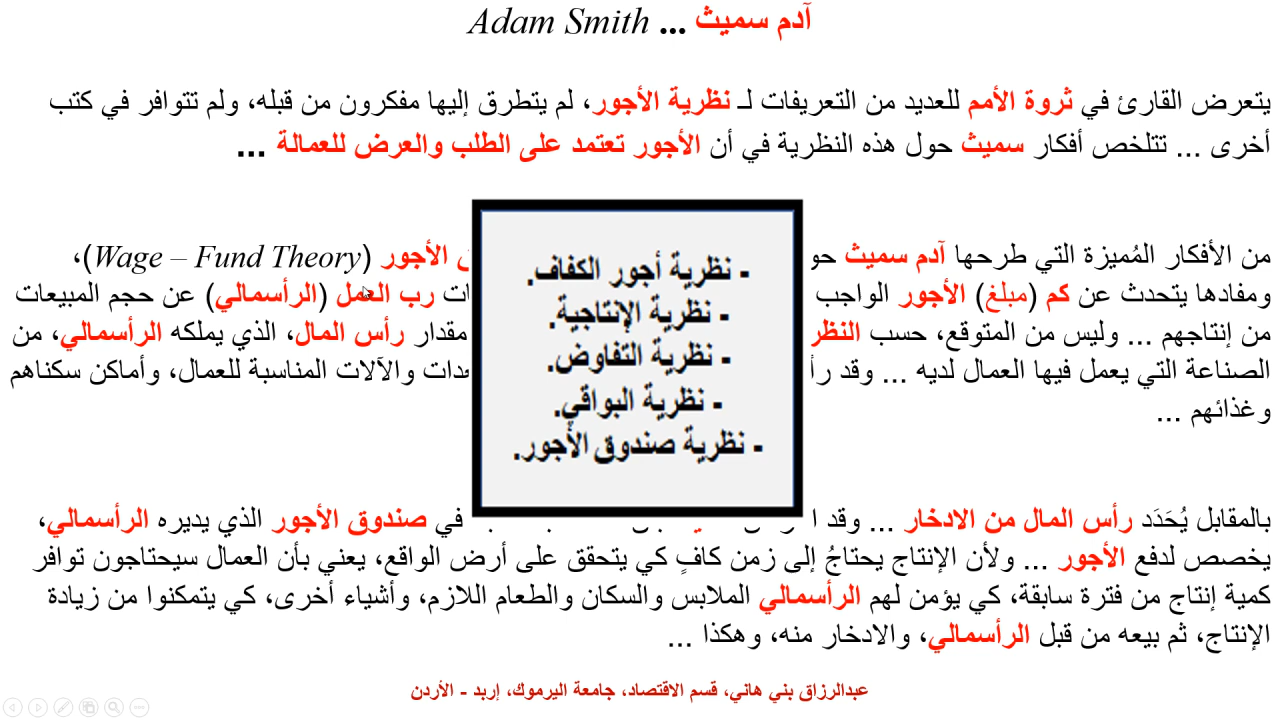 آدم سميث ... Adam Smith
يتعرض القارئ في ثروة الأمم للعديد من التعريفات لـ نظرية الأجور، لم يتطرق إليها مفكرون من قبله، ولم تتوافر في كتب
أخرى ... تتلخص أفكار سميث حول هذه النظرية في أن الأجور تعتمد على الطلب والعرض للعمالة ...
من الأفكار المُميزة التي طرحها آدم سميث الأجور (Wage – Fund Theory)،
ومفادها يتحدث عن كم (مبلغ) الأجور الواجب رب العمل (الرأسمالي) عن حجم المبيعات
من إنتاجهم ... وليس من المتوقع، حسب مقدار رأس المال، الذي يملكه الرأسمالي، من
الصناعة التي يعمل فيها العمال لديه ... وقد والآلات المناسبة للعمال، وأماكن سكناهم
وغذائهم ...
- نظرية أجور الكفاف.
- نظرية الإنتاجية.
- نظرية التفاوض.
- نظرية البواقي.
- نظرية صندوق الأجور.
بالمقابل يُحَدَد رأس المال من الادخار ... وقد في صندوق الأجور الذي يديره الرأسمالي،
يخصص لدفع الأجور ... ولأن الإنتاج يحتاجُ إلى زمن كافٍ كي يتحقق على أرض الواقع، يعني بأن العمال سيحتاجون توافر
كمية إنتاج من فترة سابقة، كي يؤمن لهم الرأسمالي الملابس والسكان والطعام اللازم، وأشياء أخرى، كي يتمكنوا من زيادة
الإنتاج، ثم بيعه من قبل الرأسمالي، والادخار منه، وهكذا ...
عبدالرزاق بني هاني، قسم الاقتصاد، جامعة اليرموك، إربد - الأردن